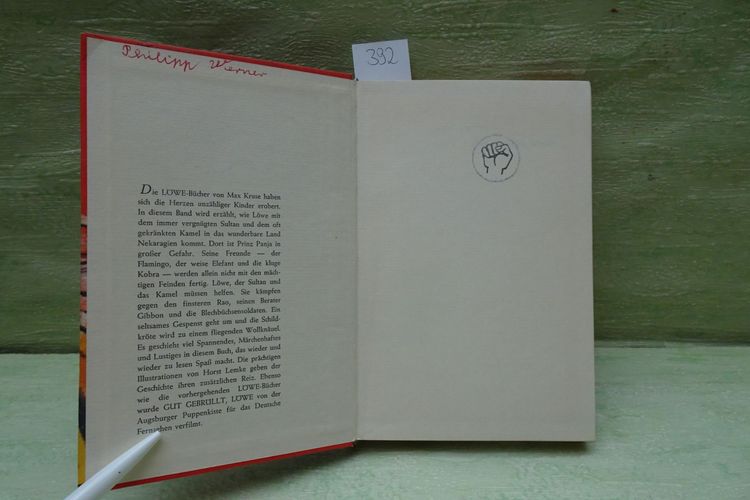 Philipp Werner
392
Die LÖWE-Bücher von Max Kruse haben
sich die Herzen unzähliger Kinder erobert.
In diesem Band wird erzählt, wie Löwe mit
dem immer vergnügten Sultan und dem oft
gekränkten Kamel in das wunderbare Land
Nekaragien kommt. Dort ist Prinz Panja in
großer Gefahr. Seine Freunde — der
Flamingo, der weise Elefant und die kluge
Kobra — werden allein nicht mit den mäch-
tigen Feinden fertig. Löwe, der Sultan und
das Kamel müssen helfen. Sie kämpfen
gegen den finsteren Rao, seinen Berater
Gibbon und die Blechbüchsensoldaten. Ein
seltsames Gespenst geht um und die Schild-
kröte wird zu einem fliegenden Wollknäuel.
Es geschieht viel Spannendes, Märchenhaftes
und Lustiges in diesem Buch, das wieder und
wieder zu lesen Spaß macht. Die prächtigen
Illustrationen von Horst Lemke geben der
Geschichte ihren zusätzlichen Reiz. Ebenso
wie die vorhergehenden LÖWE-Bücher
wurde GUT GEBRÜLLT, LÖWE von der
Augsburger Puppenkiste für das Deutsche
Fernsehen verfilmt.